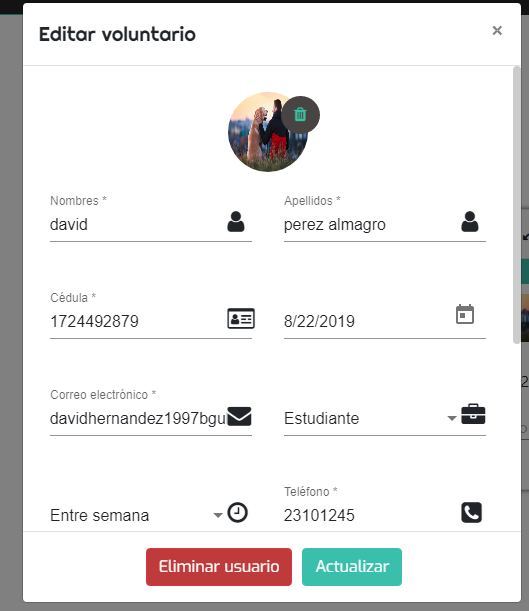 Editar voluntario
×
Nombres *
david
Apellidos *
perez almagro
Cédula *
1724492879
8/22/2019
Correo electrónico *
davidhernandez1997bgu
Estudiante
Entre semana
Teléfono *
23101245
Eliminar usuario
Actualizar